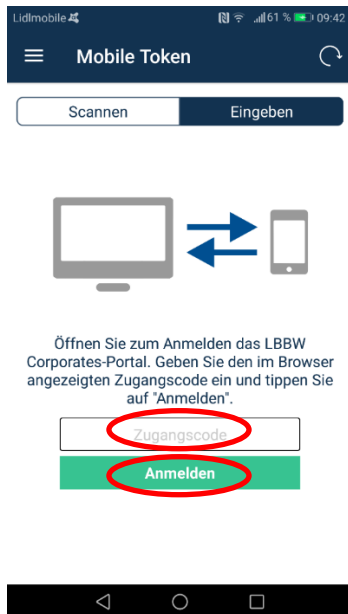 Lidlmobile 61 % 09:42
Mobile Token
Scannen Eingeben
Öffnen Sie zum Anmelden das LBBW
Corporates-Portal. Geben Sie den im Browser
angezeigten Zugangscode ein und tippen Sie
auf "Anmelden".
Zugangscode
Anmelden